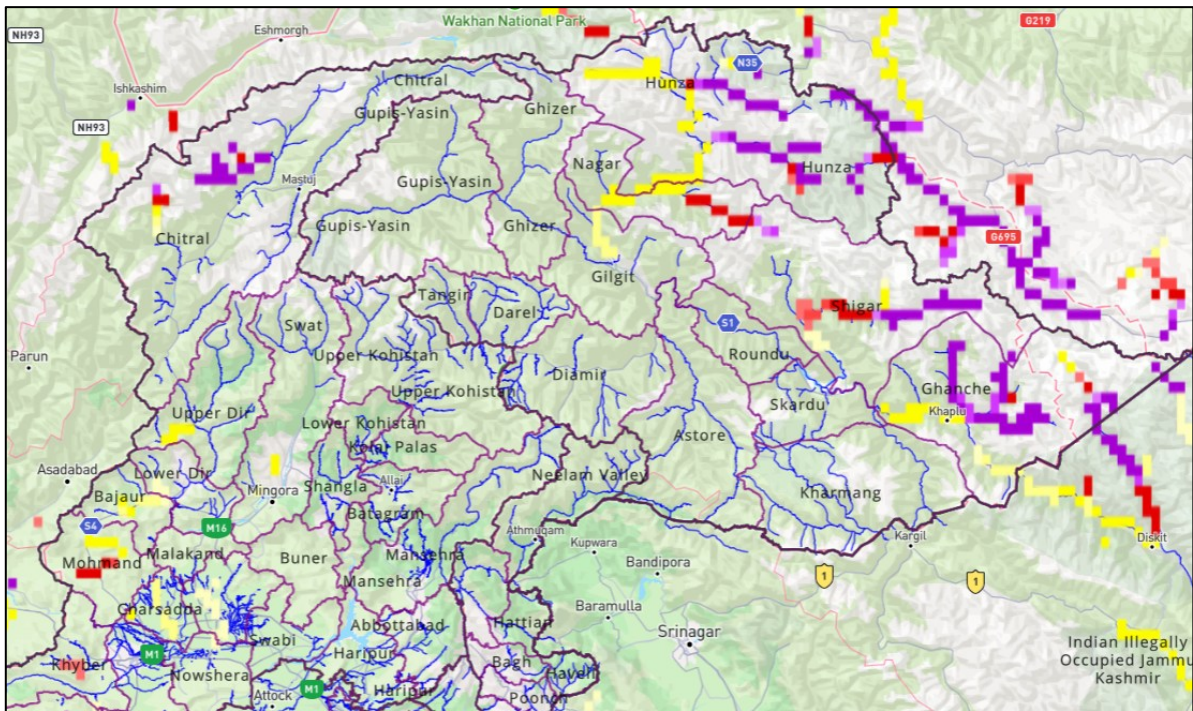 Wakhan National Park
G219
NH93
Eshmorgh
N35
Chitral
Hunza
Ishkashim
Gupis-Yasin
Ghizer
NH93
Nagar
Hunza
Mastuj
Gupis-Yasin
Gupis-Yasin
Ghizer
Chitral
G695
Gilgit
Tangir
Darel
Shigar
Swat
S1
Parun
Upper Kohistan
Roundu
Diamir
Upper Kohistan
Ghanche
Skardu
Khaplu
Upper Dir
Lower Kohistan
Astore
Kolai Palas
Asadabad
Lower Dir
Neelam Valley
Allai
Shangla
Bajaur
Mingora
Kharmang
Batagram
S4
M16
Athmuqam
Kargil
Diskit
Kupwara
Malakand
Buner
Mansehra
Mohmand
Bandipora
Mansehra
1
1
Charsadda
Baramulla
Abbottabad
Hattian
Swabi
Srinagar
Haripur
M1
Indian Illegally
Occupied Jammu
Kashmir
Khyber
Bagh
Haveli
Nowshera
M1
Haripur
Attock
Poonch